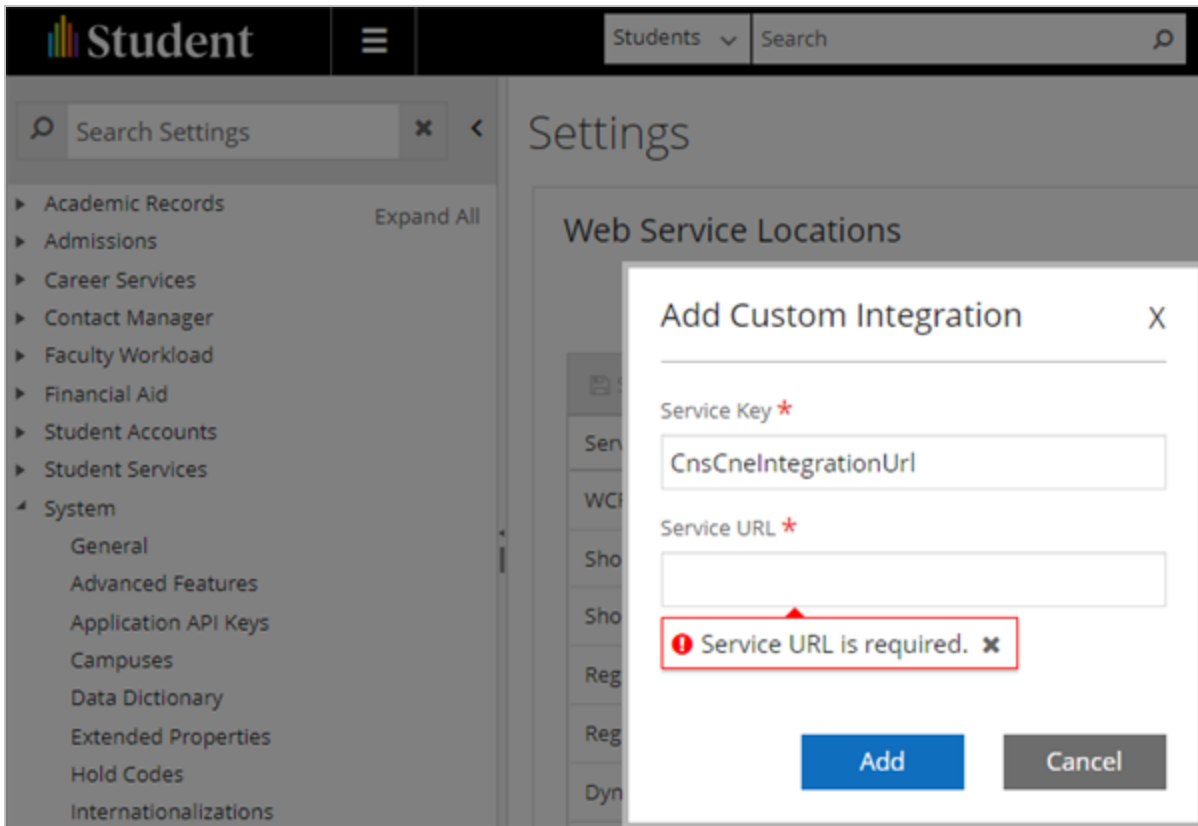 Student
Students
Search
Search Settings
Settings
Academic Records
Expand All
Admissions
Career Services
Contact Manager
Faculty Workload
Financial Aid
Student Accounts
Student Services
System
General
Advanced Features
Application API Keys
Campuses
Data Dictionary
Extended Properties
Hold Codes
Internationalizations
Web Service Locations
Add Custom Integration X
Service Key *
CnsCneIntegrationUrl
Service URL *
Service URL is required.
Add
Cancel